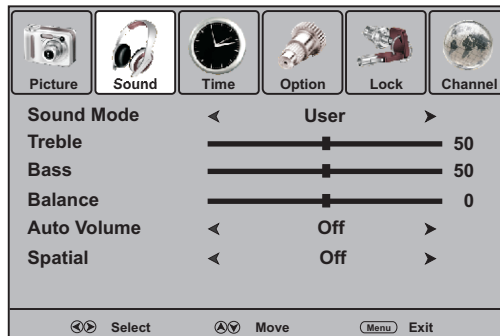 Picture Sound Time Option Lock Channel
Sound Mode User
Treble 50
Bass 50
Balance 0
Auto Volume Off
Spatial Off
Select Move Menu Exit